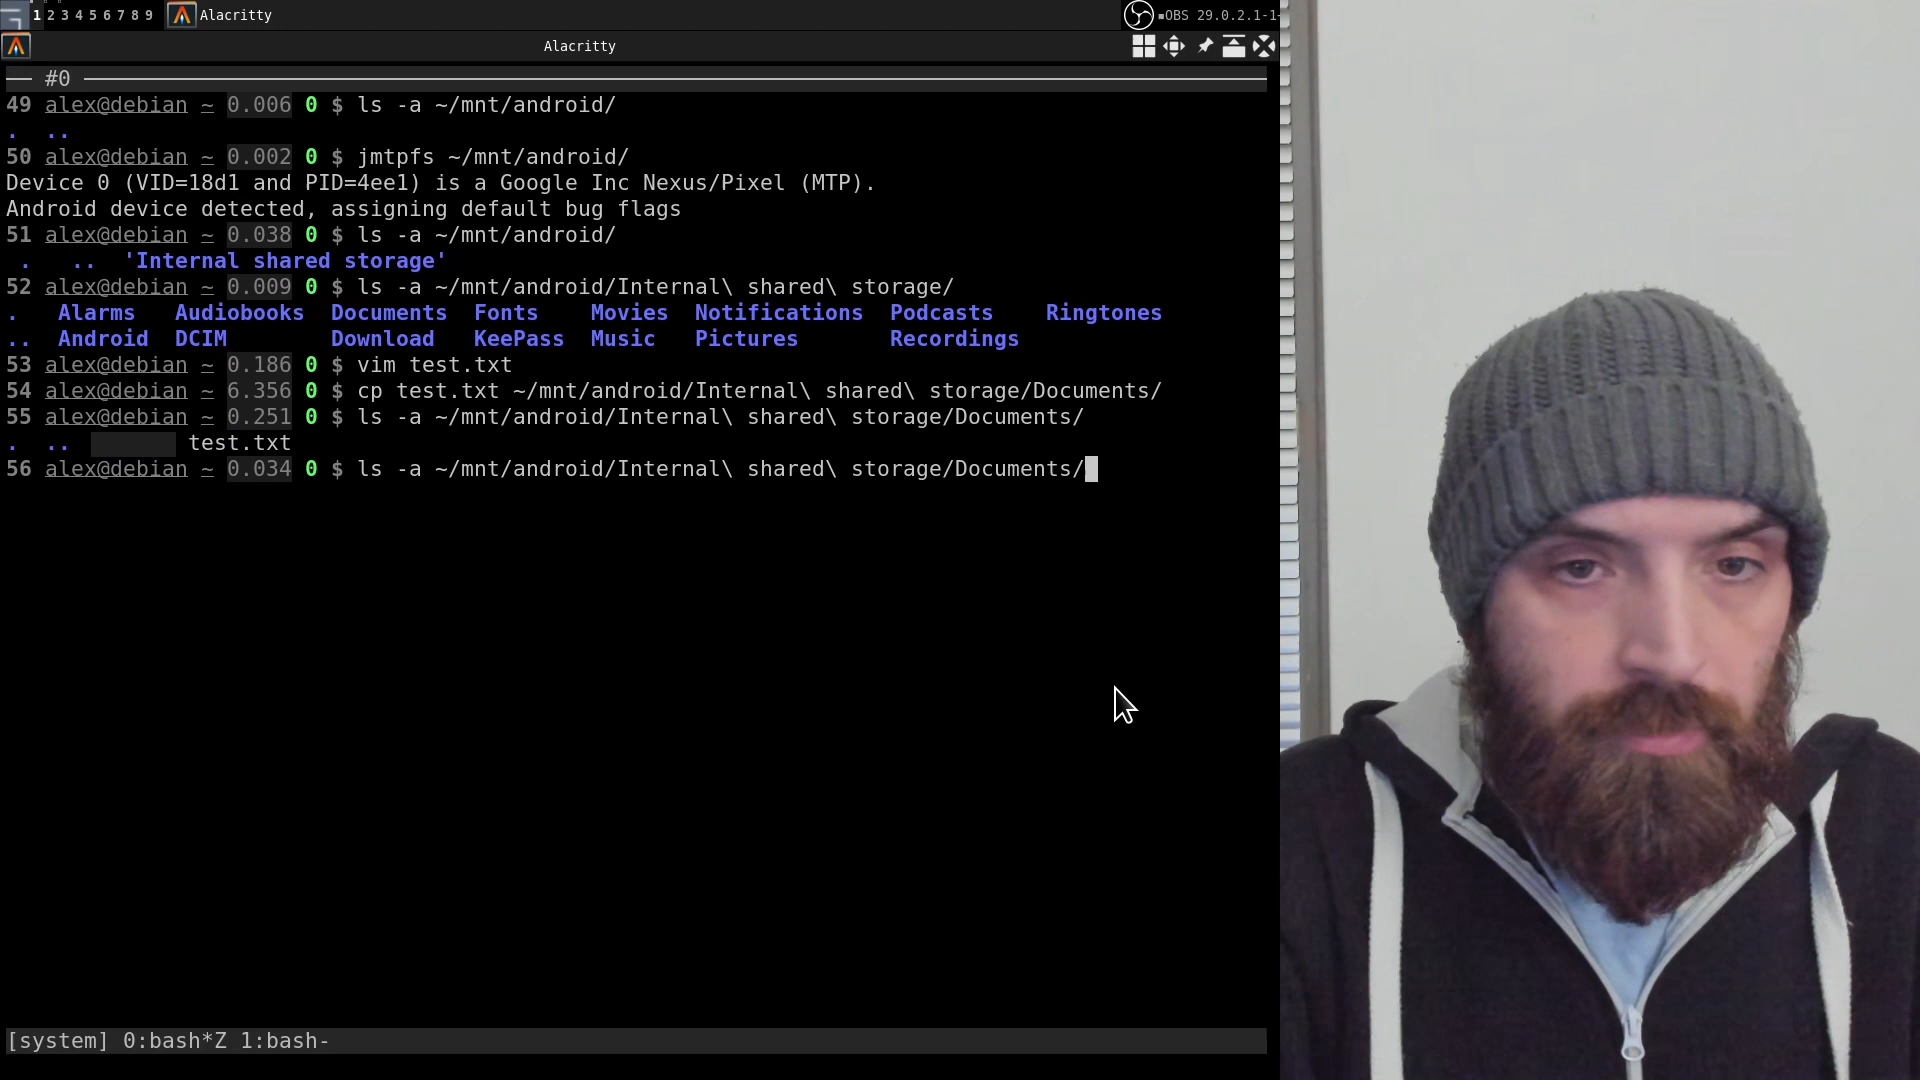 1 2 3 4 5 6 7 8 9 Alacritty OBS 29.0.2.1-1-
Alacritty
#0
49 alex@debian ~ 0.006 0 $ ls -a ~/mnt/android/
. ..
50 alex@debian ~ 0.002 0 $ jmtpfs ~/mnt/android/
Device 0 (VID=18d1 and PID=4ee1) is a Google Inc Nexus/Pixel (MTP).
Android device detected, assigning default bug flags
51 alex@debian ~ 0.038 0 $ ls -a ~/mnt/android/
. .. 'Internal shared storage'
52 alex@debian ~ 0.009 0 $ ls -a ~/mnt/android/Internal\ shared\ storage/
. Alarms Audiobooks Documents Fonts Movies Notifications Podcasts Ringtones
.. Android DCIM Download KeePass Music Pictures Recordings
53 alex@debian ~ 0.186 0 $ vim test.txt
54 alex@debian ~ 6.356 0 $ cp test.txt ~/mnt/android/Internal\ shared\ storage/Documents/
55 alex@debian ~ 0.251 0 $ ls -a ~/mnt/android/Internal\ shared\ storage/Documents/
. .. test.txt
56 alex@debian ~ 0.034 0 $ ls -a ~/mnt/android/Internal\ shared\ storage/Documents/
[system] 0:bash*Z 1:bash-